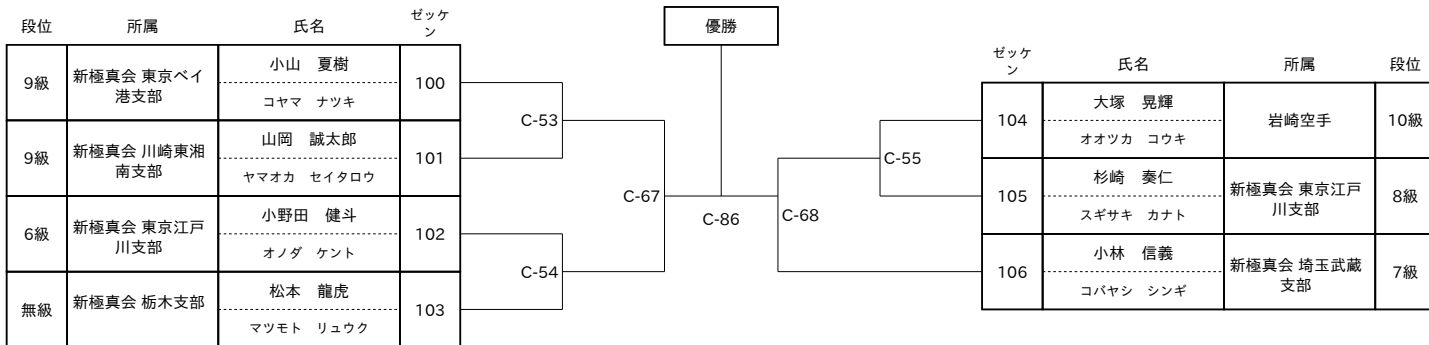 段位
所属
氏名
ゼッケ
ン
9級
新極真会 東京ベイ
港支部
小山　夏樹
コヤマ　ナツキ
100
9級
新極真会 川崎東湘
南支部
山岡　誠太郎
ヤマオカ　セイタロウ
101
6級
新極真会 東京江戸
川支部
小野田　健斗
オノダ　ケント
102
無級
新極真会 栃木支部
松本　龍虎
マツモト　リュウク
103
C-53
C-54
C-67
優勝
C-86
C-68
C-55
ゼッケ
ン
氏名
所属
段位
104
大塚　晃輝
オオツカ　コウキ
岩崎空手
10級
105
杉崎　奏仁
スギサキ　カナト
新極真会 東京江戸
川支部
8級
106
小林　信義
コバヤシ　シンギ
新極真会 埼玉武蔵
支部
7級